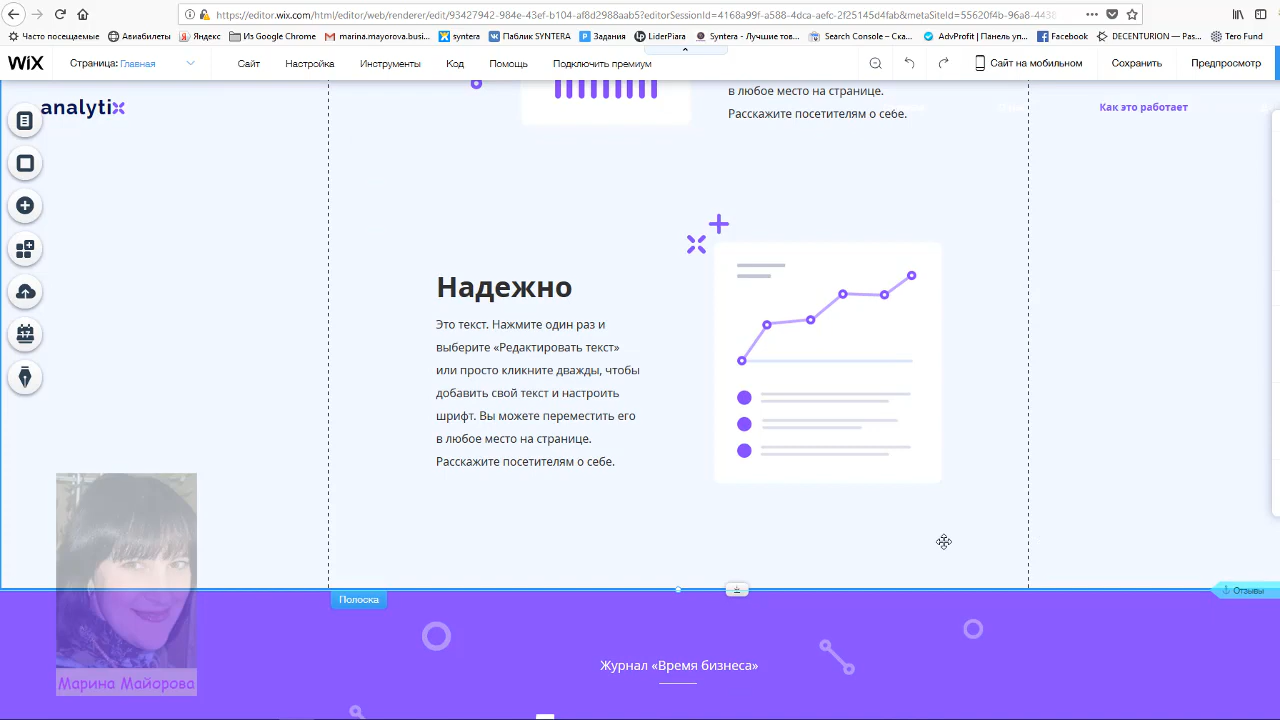 https://editor.wix.com/html/editor/web/renderer/edit/93427942-984e-43ef-b104-af8d2988aab5?editorSessionId=4168a99f-a588-4dca-aefc-2f25145d4fab&metaSiteId=55620f4b-96a8-4438
Часто посещаемые Авиабилеты Яндекс Из Google Chrome marina.mayorova.busi... syntera Паблик SYNTERA Задания LiderPiara Syntera - Лучшие тов... Search Console – Ска... AdvProfit | Панель уп... Facebook DECENTURION — Раз... Tero Fund
WiX Страница: Главная Сайт Настройка Инструменты Код Помощь Подключить премиум Сайт на мобильном Сохранить Предпросмотр
в любое место на странице.
Расскажите посетителям о себе.
analytix
Как это работает
Надежно
Это текст. Нажмите один раз и
выберите «Редактировать текст»
или просто кликните дважды, чтобы
добавить свой текст и настроить
шрифт. Вы можете переместить его
в любое место на странице.
Расскажите посетителям о себе.
Отзывы
Полоска
Журнал «Время бизнеса»
Марина Майорова